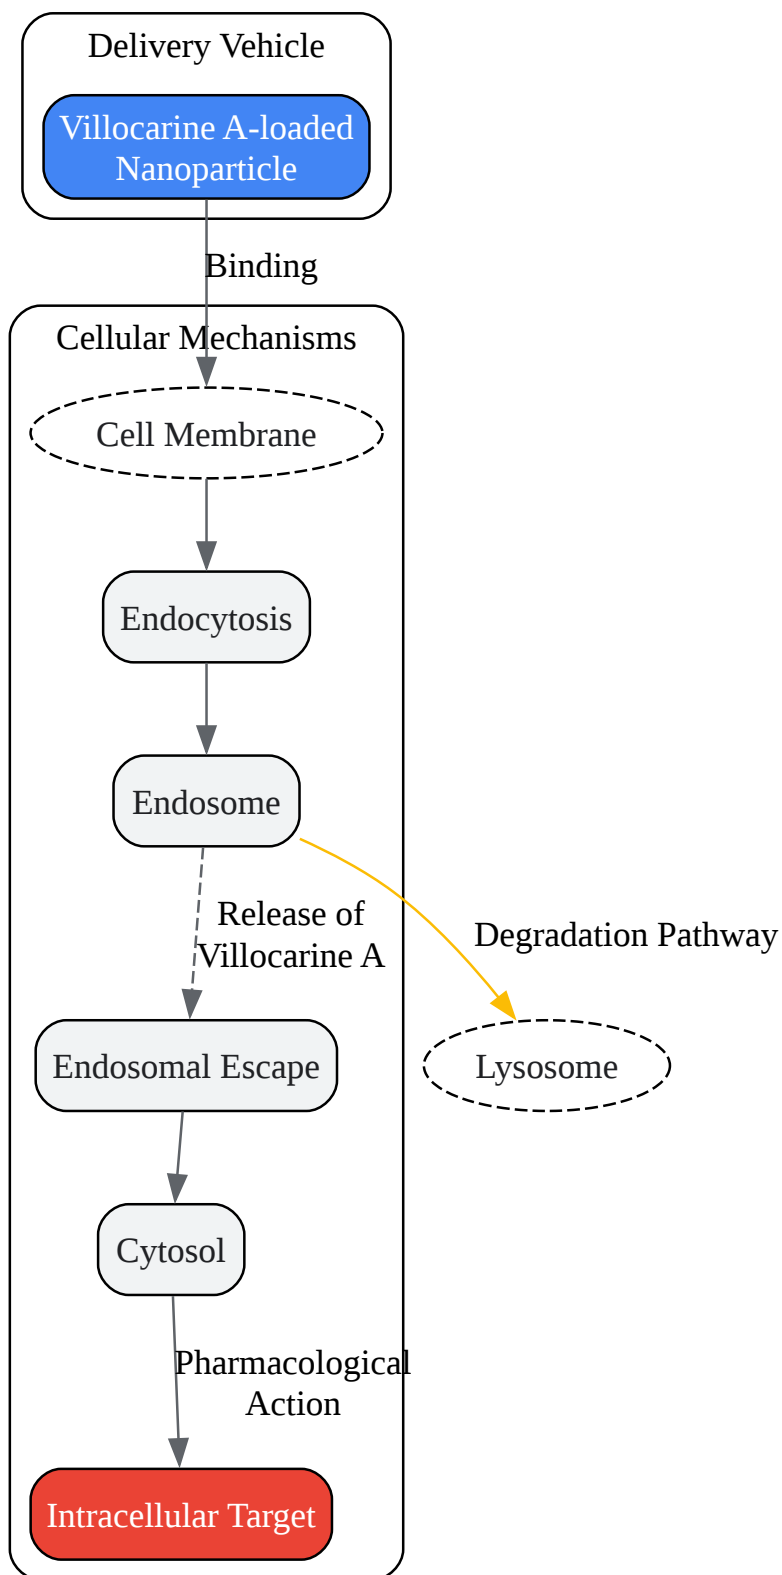 Delivery Vehicle
Villocarine A-loaded
Nanoparticle
Binding
Cellular Mechanisms
Cell Membrane
Endocytosis
Endosome
Release of
Villocarine A
Degradation Pathway
Endosomal Escape
Lysosome
Cytosol
Pharmacological
Action
Intracellular Target